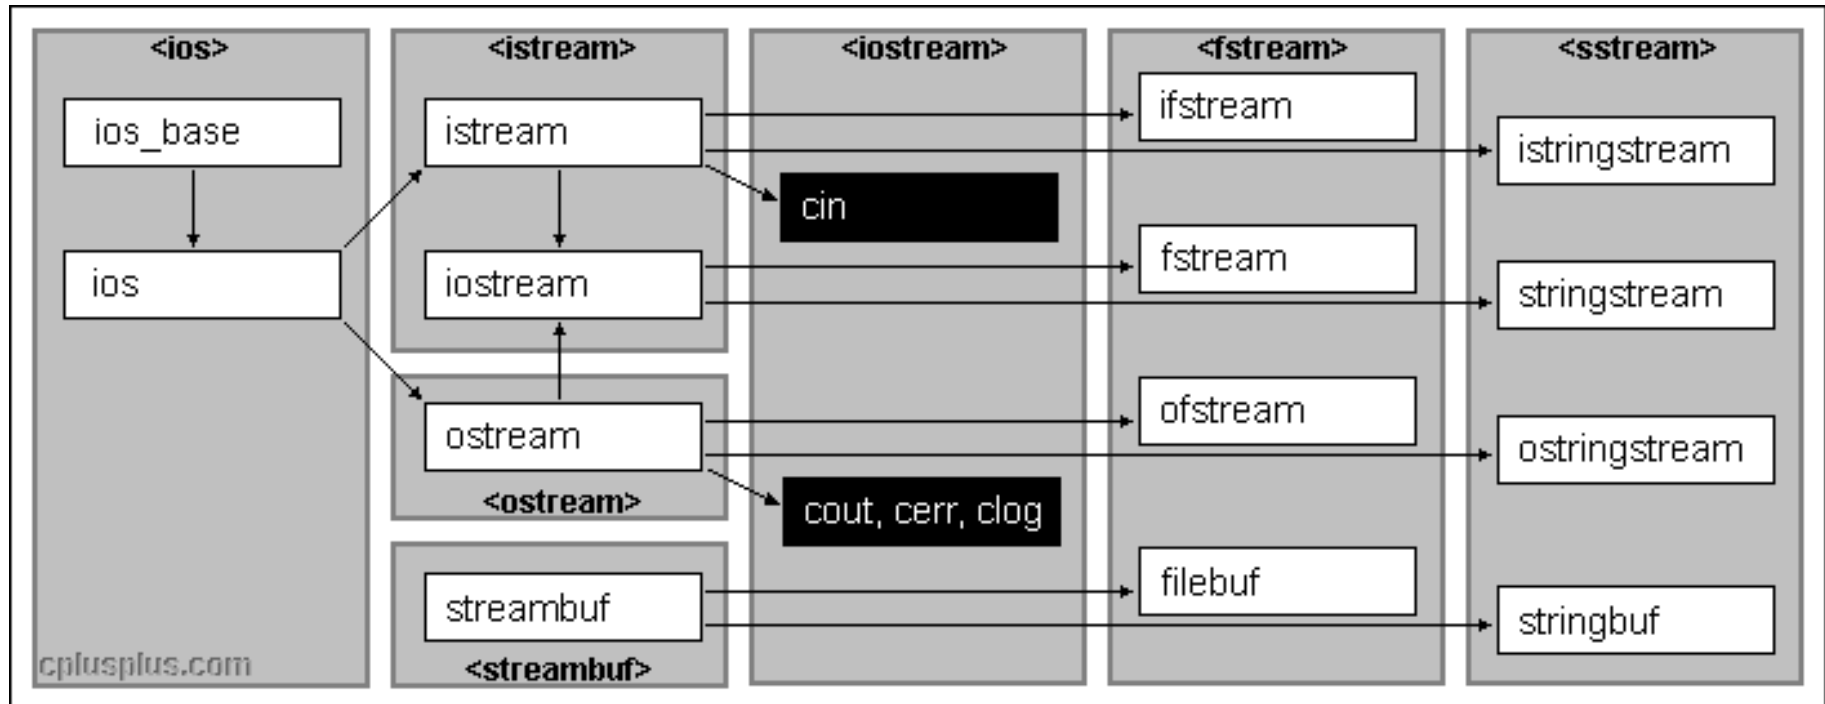 <ios>
ios_base
ios
<istream>
istream
iostream
ostream
<ostream>
streambuf
<streambuf>
<iostream>
cin
cout, cerr, clog
<fstream>
ifstream
fstream
ofstream
filebuf
<sstream>
istringstream
stringstream
ostringstream
stringbuf
cplusplus.com